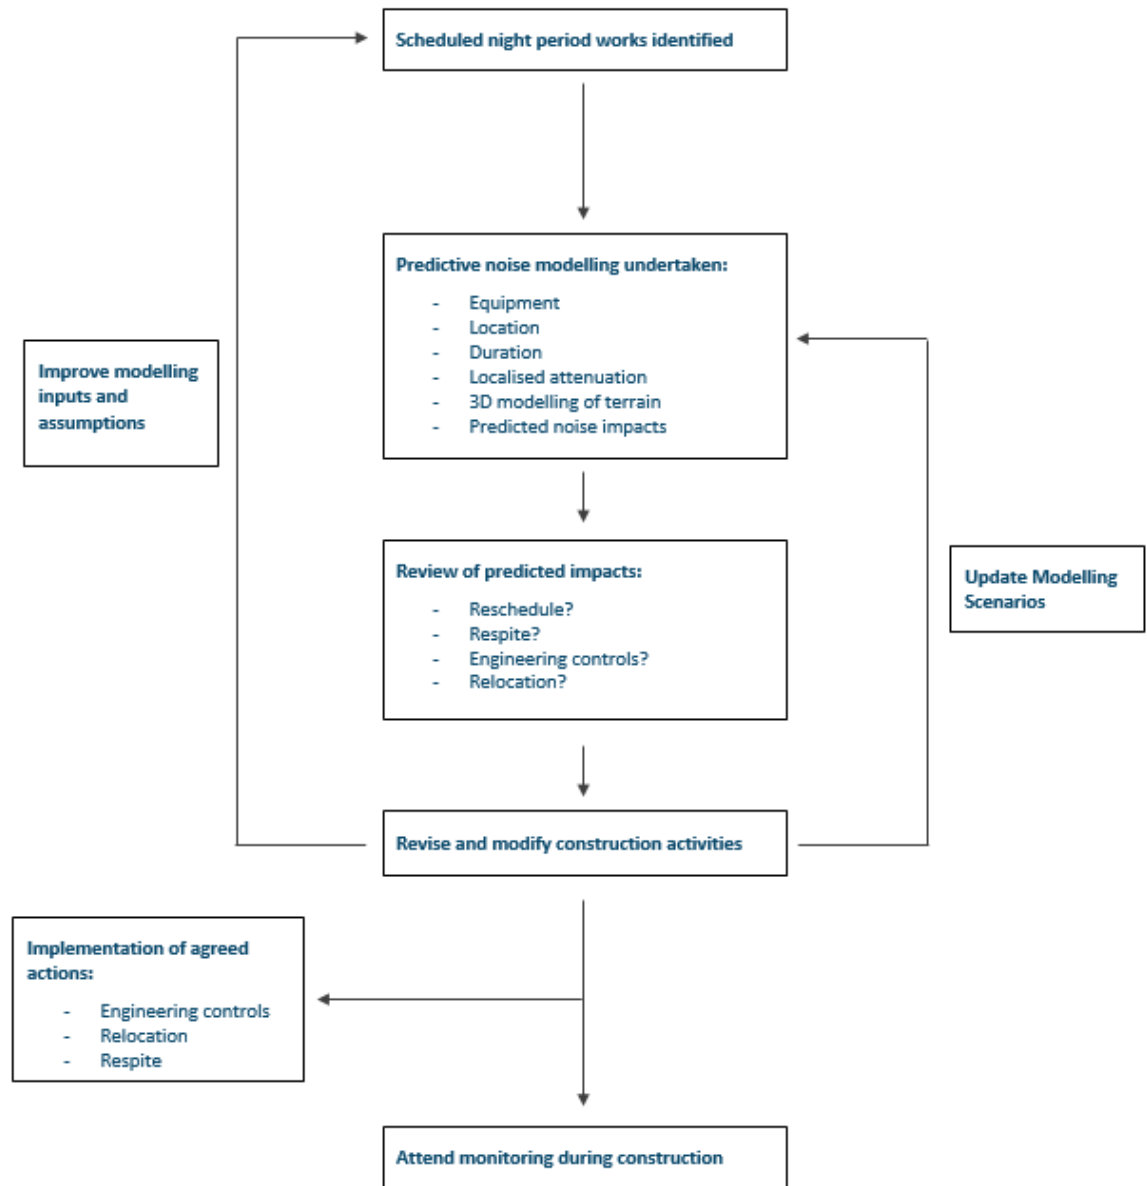 Scheduled night period works identified
Predictive noise modelling undertaken:
- Equipment
- Location
- Duration
- Localised attenuation
- 3D modelling of terrain
- Predicted noise impacts
Improve modelling
inputs and
assumptions
Review of predicted impacts:
- Reschedule?
- Respite?
- Engineering controls?
- Relocation?
Update Modelling
Scenarios
Revise and modify construction activities
Implementation of agreed
actions:
- Engineering controls
- Relocation
- Respite
Attend monitoring during construction